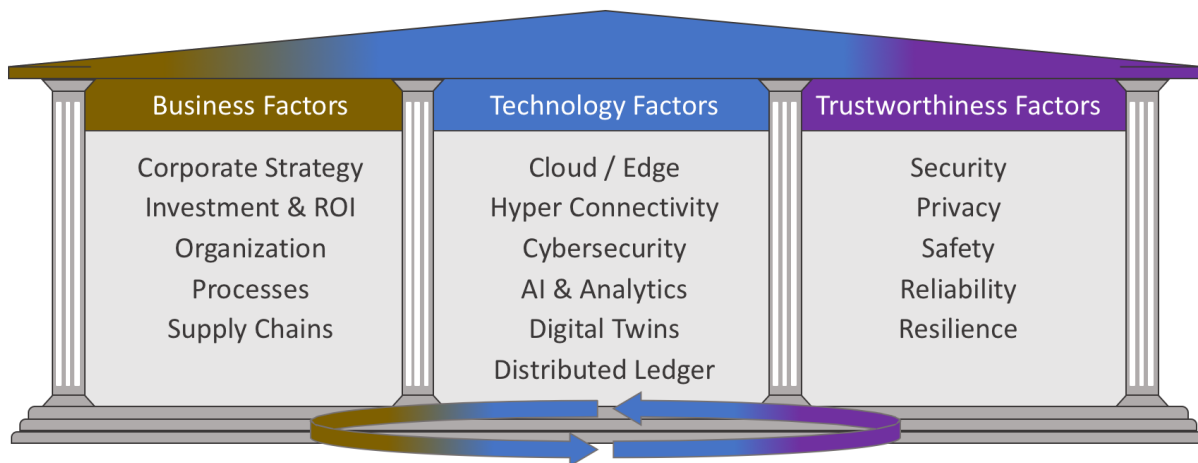 Business Factors
Corporate Strategy
Investment & ROI
Organization
Processes
Supply Chains
Technology Factors
Cloud / Edge
Hyper Connectivity
Cybersecurity
AI & Analytics
Digital Twins
Distributed Ledger
Trustworthiness Factors
Security
Privacy
Safety
Reliability
Resilience